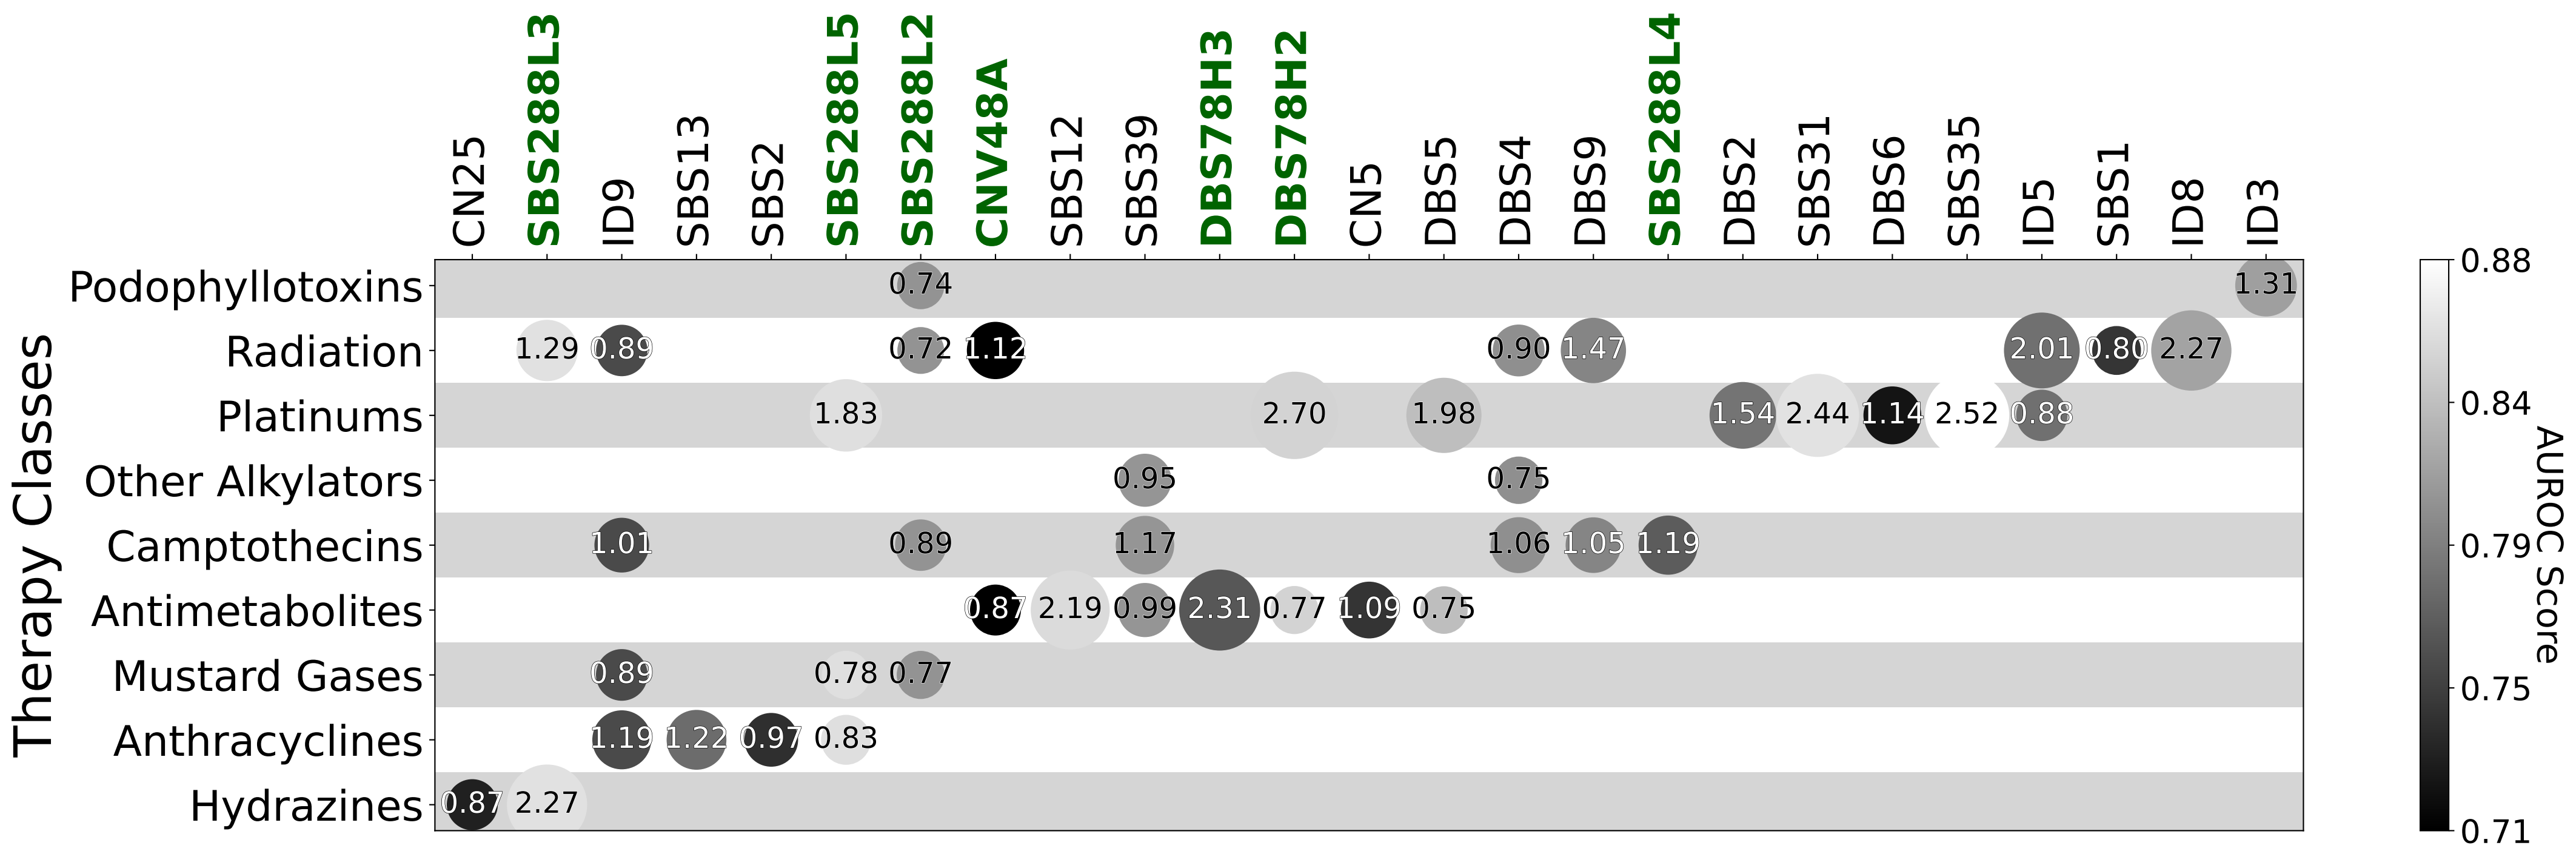 CN25 SBS288L3 ID9 SBS13 SBS2 SBS288L5 SBS288L2 CNV48A SBS12 SBS39 DBS78H3 DBS78H2 CN5 DBS5 DBS4 DBS9 SBS288L4 DBS2 SBS31 DBS6 SBS35 ID5 SBS1 ID8 ID3
Therapy Classes
Podophyllotoxins 0.74 1.31
Radiation 1.29 0.89 0.72 1.12 0.90 1.47 2.01 0.80 2.27
Platinums 1.83 2.70 1.98 1.54 2.44 1.14 2.52 0.88
Other Alkylators 0.95 0.75
Camptothecins 1.01 0.89 1.17 1.06 1.05 1.19
Antimetabolites 0.87 2.19 0.99 2.31 0.77 1.09 0.75
Mustard Gases 0.89 0.78 0.77
Anthracyclines 1.19 1.22 0.97 0.83
Hydrazines 0.87 2.27
0.88
0.84
0.79
0.75
0.71
AUROC Score